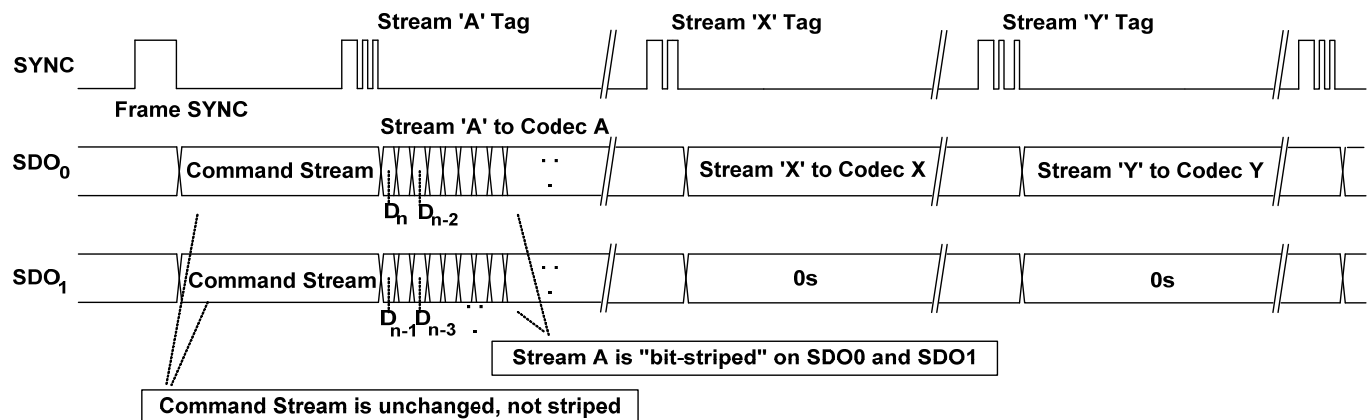 Stream 'A' Tag
Stream 'X' Tag
Stream 'Y' Tag
SYNC
Frame SYNC
Stream 'A' to Codec A
SDO0
Command Stream
Stream 'X' to Codec X
Stream 'Y' to Codec Y
Dn
Dn-2
SDO1
Command Stream
0s
0s
Dn-1
Dn-3
Stream A is "bit-striped" on SDO0 and SDO1
Command Stream is unchanged, not striped